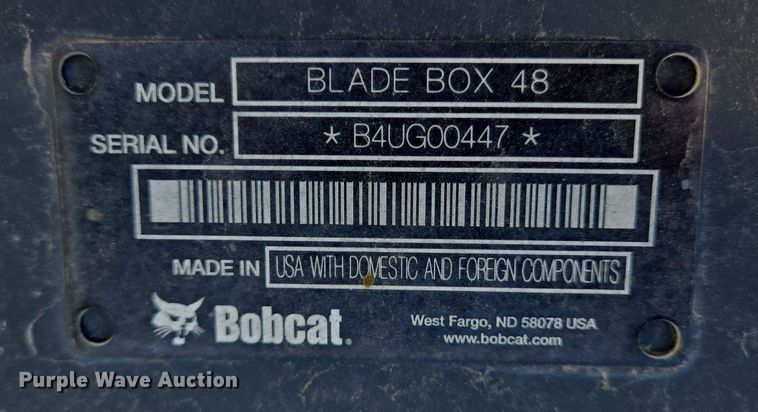 MODEL BLADE BOX 48
SERIAL NO. * B4UG00447 *
MADE IN USA WITH DOMESTIC AND FOREIGN COMPONENTS
Bobcat.
West Fargo, ND 58078 USA
www.bobcat.com
Purple Wave Auction